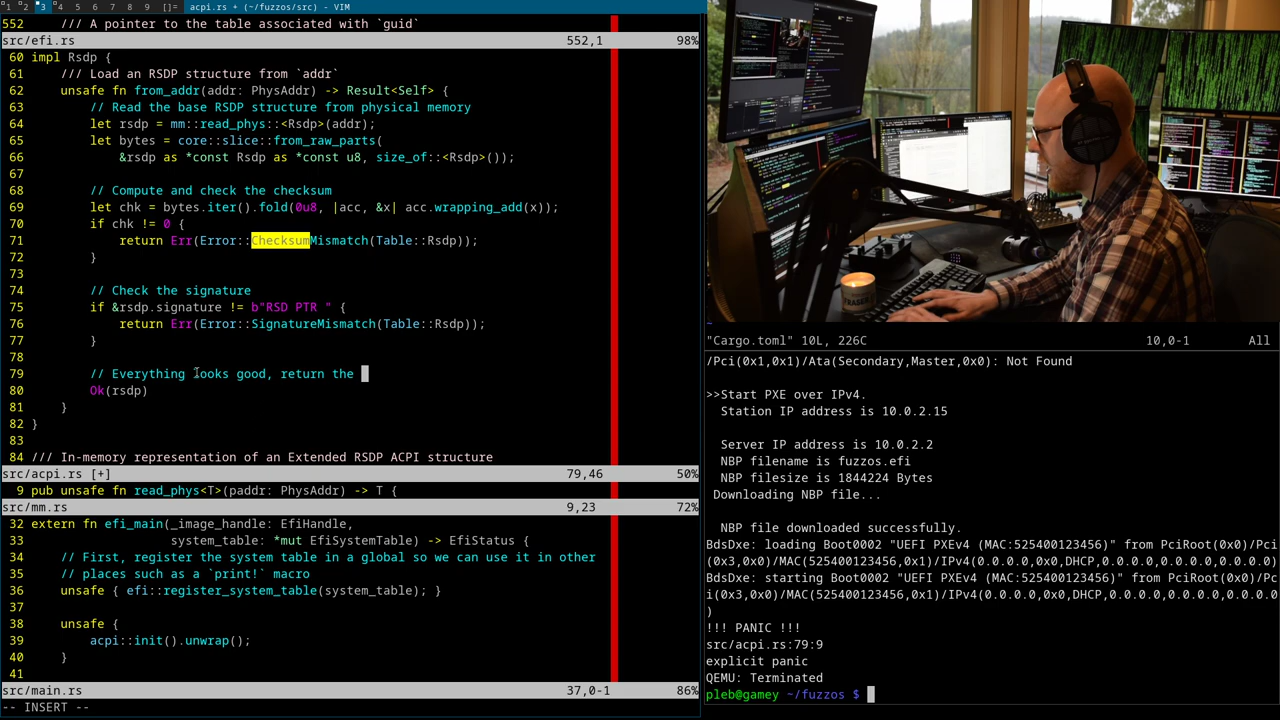 1 2 3 4 5 6 7 8 9 []= acpi.rs + (~/fuzzos/src) - VIM
552     /// A pointer to the table associated with `guid`
src/efi.rs 552,1 98%
60 impl Rsdp {
61     /// Load an RSDP structure from `addr`
62     unsafe fn from_addr(addr: PhysAddr) -> Result<Self> {
63         // Read the base RSDP structure from physical memory
64         let rsdp = mm::read_phys::<Rsdp>(addr);
65         let bytes = core::slice::from_raw_parts(
66             &rsdp as *const Rsdp as *const u8, size_of::<Rsdp>());
67
68         // Compute and check the checksum
69         let chk = bytes.iter().fold(0u8, |acc, &x| acc.wrapping_add(x));
70         if chk != 0 {
71             return Err(Error::ChecksumMismatch(Table::Rsdp));
72         }
73
74         // Check the signature
75         if &rsdp.signature != b"RSD PTR " {
76             return Err(Error::SignatureMismatch(Table::Rsdp));
77         }
78
79         // Everything looks good, return the
80         Ok(rsdp)
81     }
82 }
83
84 /// In-memory representation of an Extended RSDP ACPI structure
src/acpi.rs [+] 79,46 50%
9 pub unsafe fn read_phys<T>(paddr: PhysAddr) -> T {
src/mm.rs 9,23 72%
32 extern fn efi_main(_image_handle: EfiHandle,
33                    system_table: *mut EfiSystemTable) -> EfiStatus {
34     // First, register the system table in a global so we can use it in other
35     // places such as a `print!` macro
36     unsafe { efi::register_system_table(system_table); }
37
38     unsafe {
39         acpi::init().unwrap();
40     }
41
src/main.rs 37,0-1 86%
-- INSERT --
~
"Cargo.toml" 10L, 226C 10,0-1 All
/Pci(0x1,0x1)/Ata(Secondary,Master,0x0): Not Found
>>Start PXE over IPv4.
  Station IP address is 10.0.2.15
  Server IP address is 10.0.2.2
  NBP filename is fuzzos.efi
  NBP filesize is 1844224 Bytes
 Downloading NBP file...
  NBP file downloaded successfully.
BdsDxe: loading Boot0002 "UEFI PXEv4 (MAC:525400123456)" from PciRoot(0x0)/Pci
(0x3,0x0)/MAC(525400123456,0x1)/IPv4(0.0.0.0,0x0,DHCP,0.0.0.0,0.0.0.0,0.0.0.0)
BdsDxe: starting Boot0002 "UEFI PXEv4 (MAC:525400123456)" from PciRoot(0x0)/Pc
i(0x3,0x0)/MAC(525400123456,0x1)/IPv4(0.0.0.0,0x0,DHCP,0.0.0.0,0.0.0.0,0.0.0.0
)
!!! PANIC !!!
src/acpi.rs:79:9
explicit panic
QEMU: Terminated
pleb@gamey ~/fuzzos $